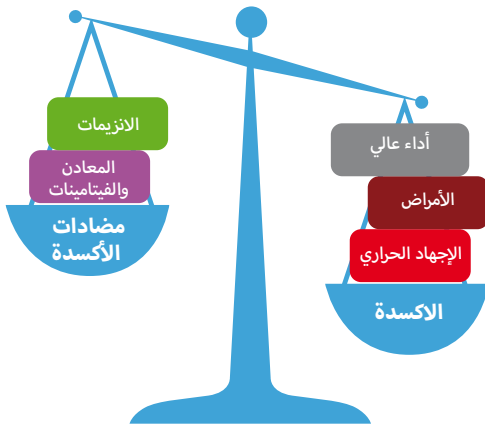 أداء عالي
الأمراض
الإجهاد الحراري
الاكسدة
الانزيمات
المعادن
والفيتامينات
مضادات
الأكسدة